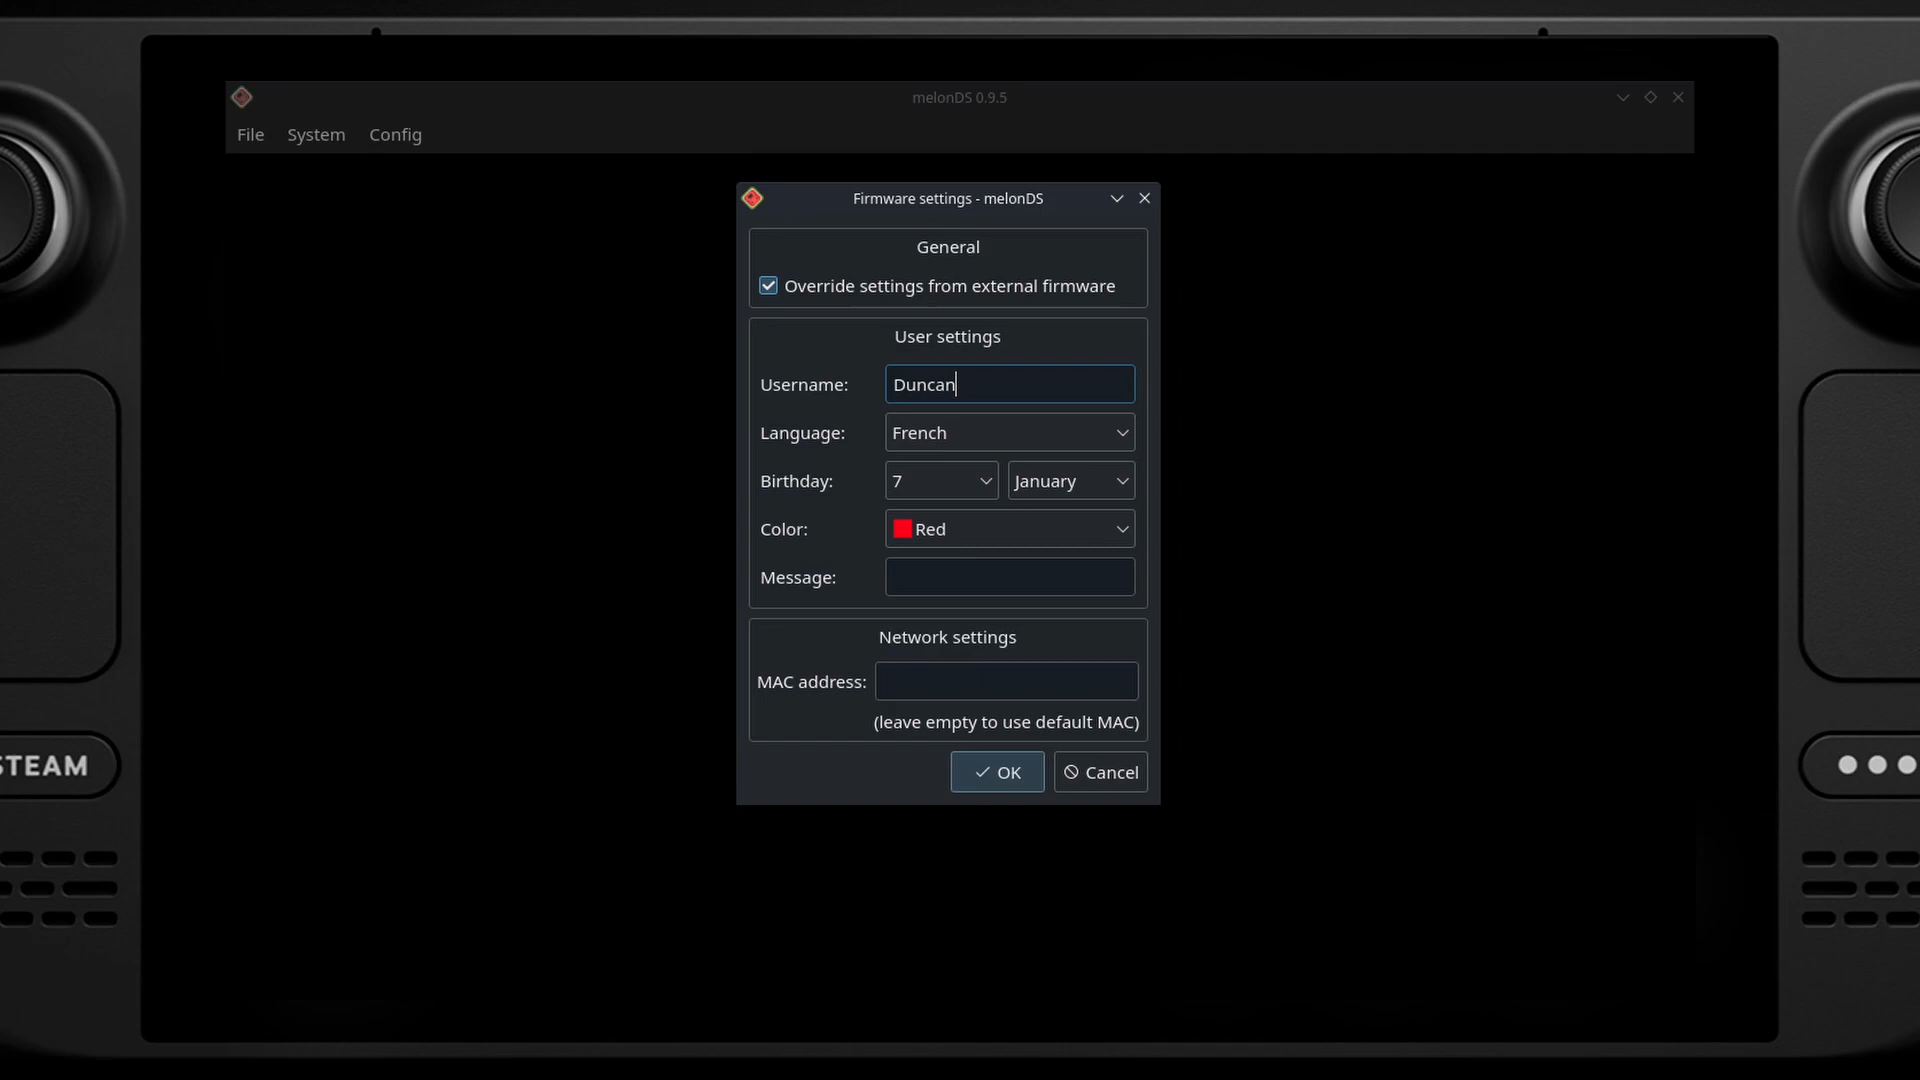 melonDS 0.9.5
File System Config
Firmware settings - melonDS
General
Override settings from external firmware
User settings
Username: Duncan
Language: French
Birthday: 7 January
Color: Red
Message:
Network settings
MAC address:
(leave empty to use default MAC)
OK Cancel
STEAM